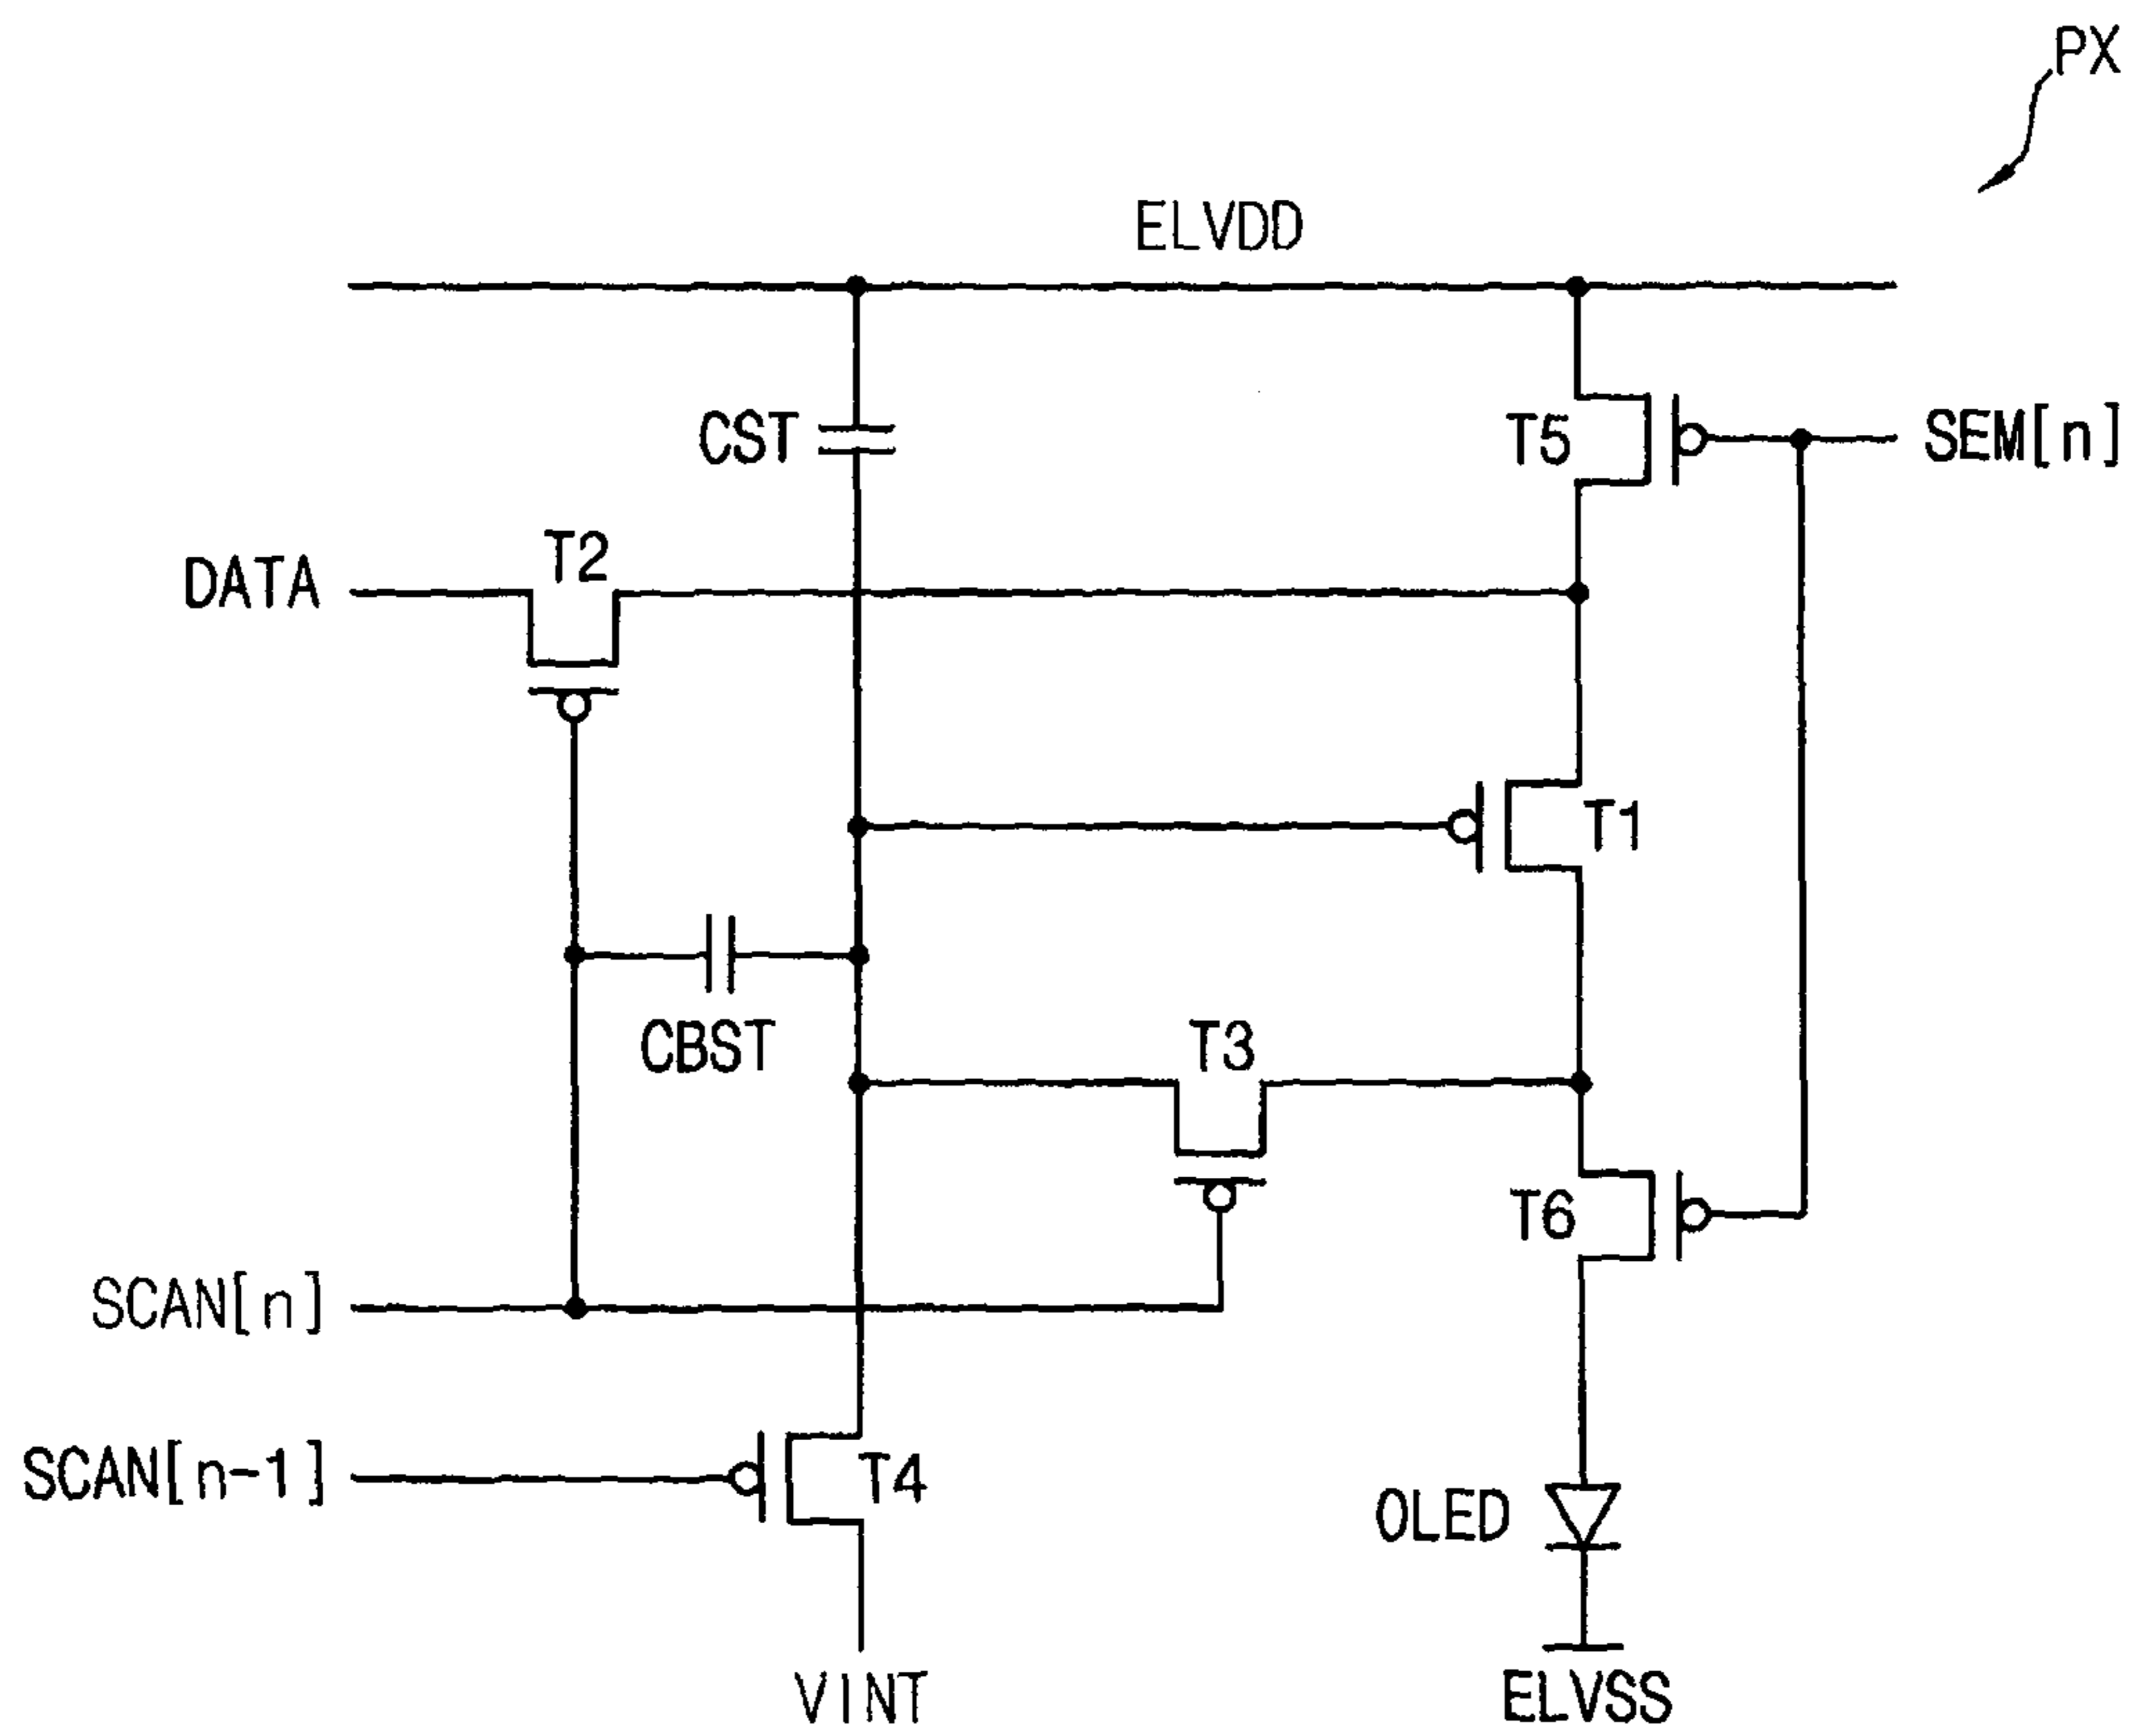 PX
ELVDD
CST
T5
SEM[n]
T2
DATA
T1
CBST
T3
T6
SCAN[n]
SCAN[n-1]
T4
OLED
VINT
ELVSS